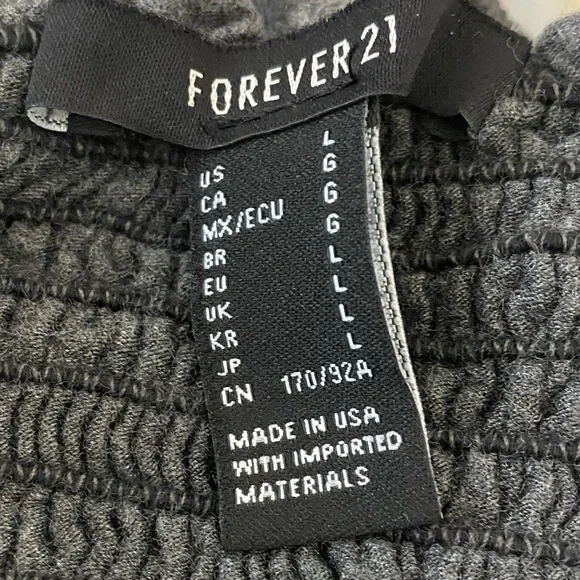 FOREVER 21
US L
CA G
MX/ECU G
BR G
EU L
UK L
KR L
JP L
CN 170/92A
MADE IN USA
WITH IMPORTED
MATERIALS